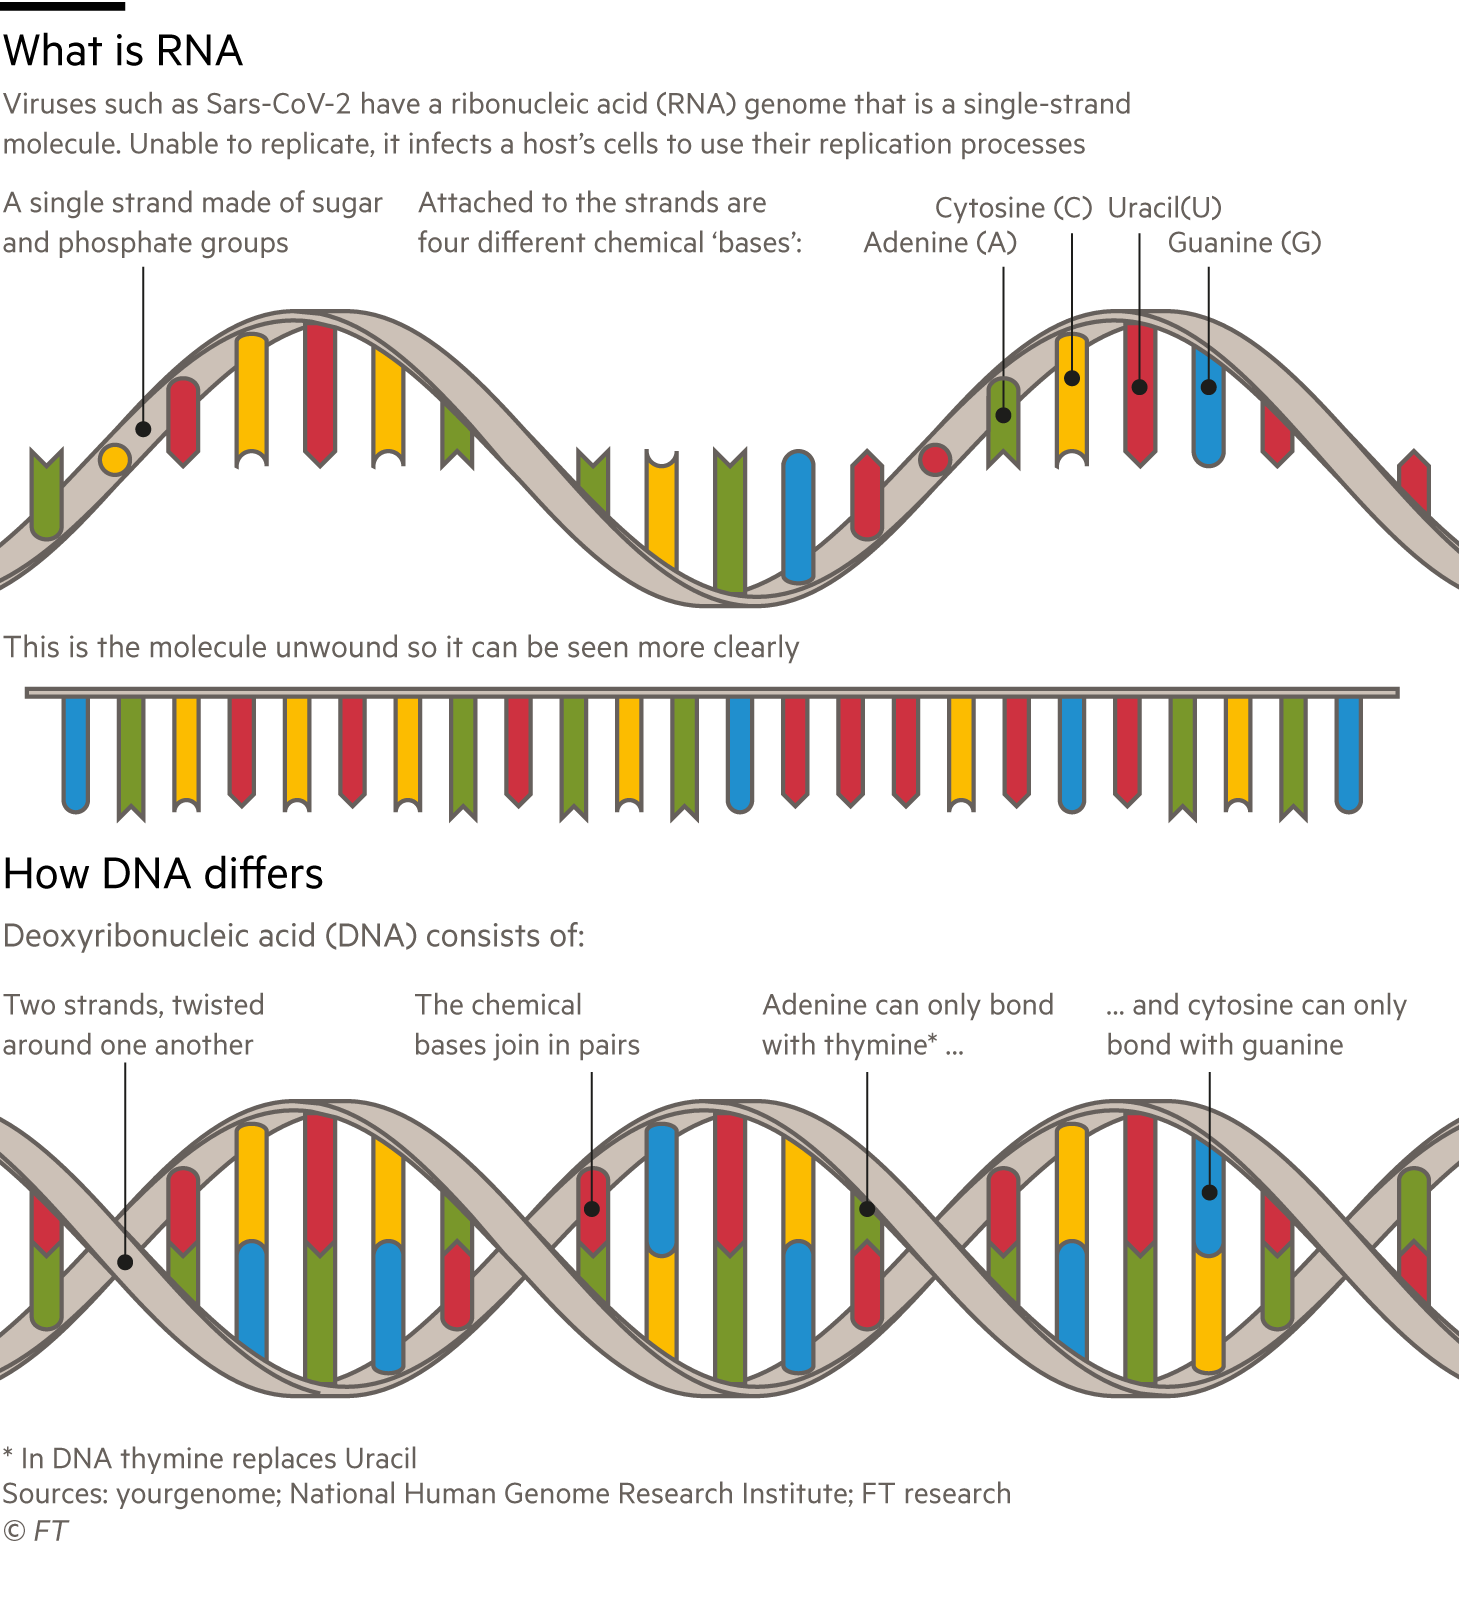 What is RNA
Viruses such as Sars-CoV-2 have a ribonucleic acid (RNA) genome that is a single-strand
molecule. Unable to replicate, it infects a host's cells to use their replication processes
A single strand made of sugar
and phosphate groups
Attached to the strands are
four different chemical ‘bases’:
Cytosine (C) Uracil(U)
Adenine (A) Guanine (G)
This is the molecule unwound so it can be seen more clearly
How DNA differs
Deoxyribonucleic acid (DNA) consists of:
Two strands, twisted
around one another
The chemical
bases join in pairs
Adenine can only bond
with thymine* ...
... and cytosine can only
bond with guanine
* In DNA thymine replaces Uracil
Sources: yourgenome; National Human Genome Research Institute; FT research
© FT